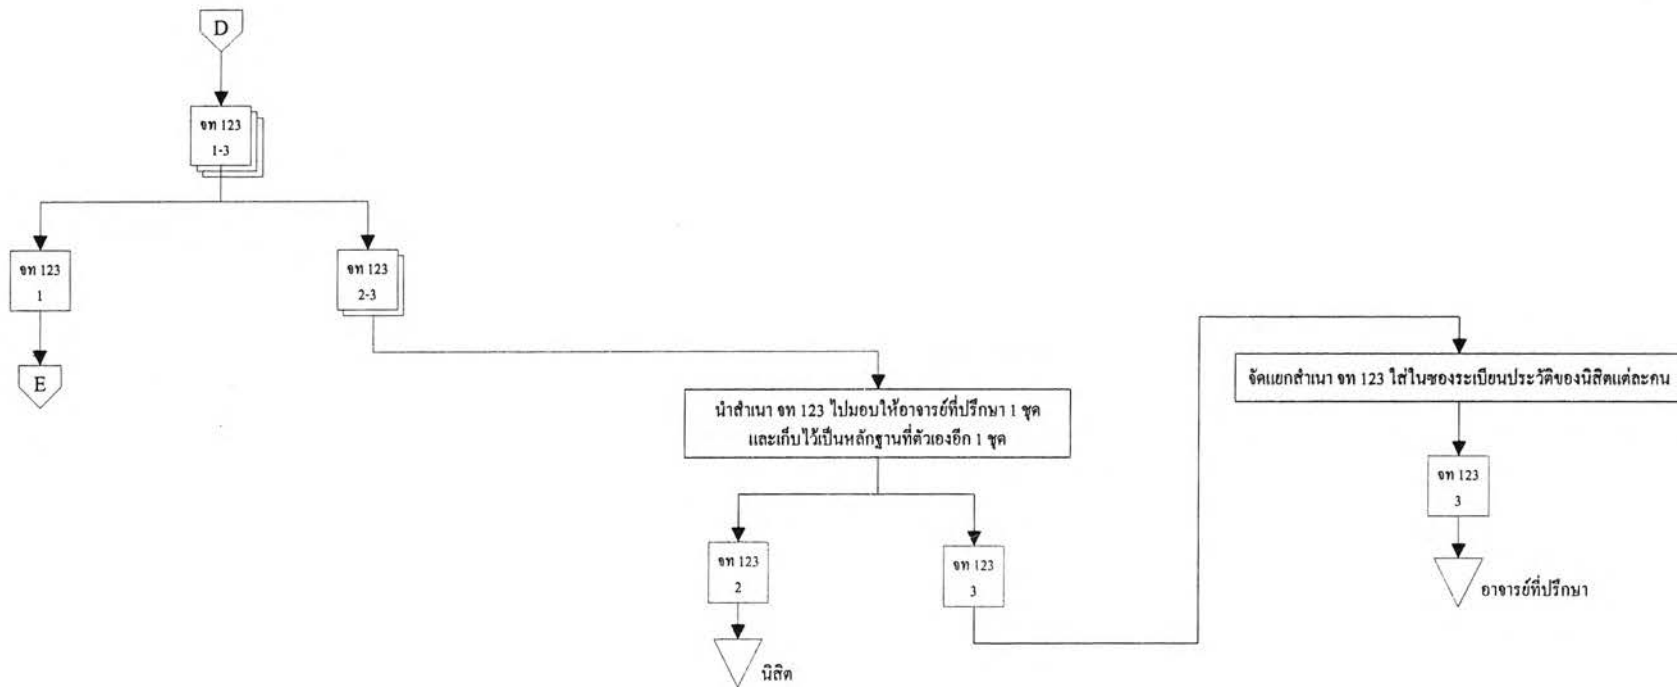 D
จท 123
1-3
จท 123
1
จท 123
2-3
E
นำสำเนา จท 123 ไปมอบให้อาจารย์ที่ปรึกษา 1 ชุด
และเก็บไว้เป็นหลักฐานที่ตัวเองอีก 1 ชุด
จัดแยกสำเนา จท 123 ใส่ในซองระเบียนประวัติของนิสิตแต่ละคน
จท 123
2
จท 123
3
จท 123
3
นิสิต
อาจารย์ที่ปรึกษา